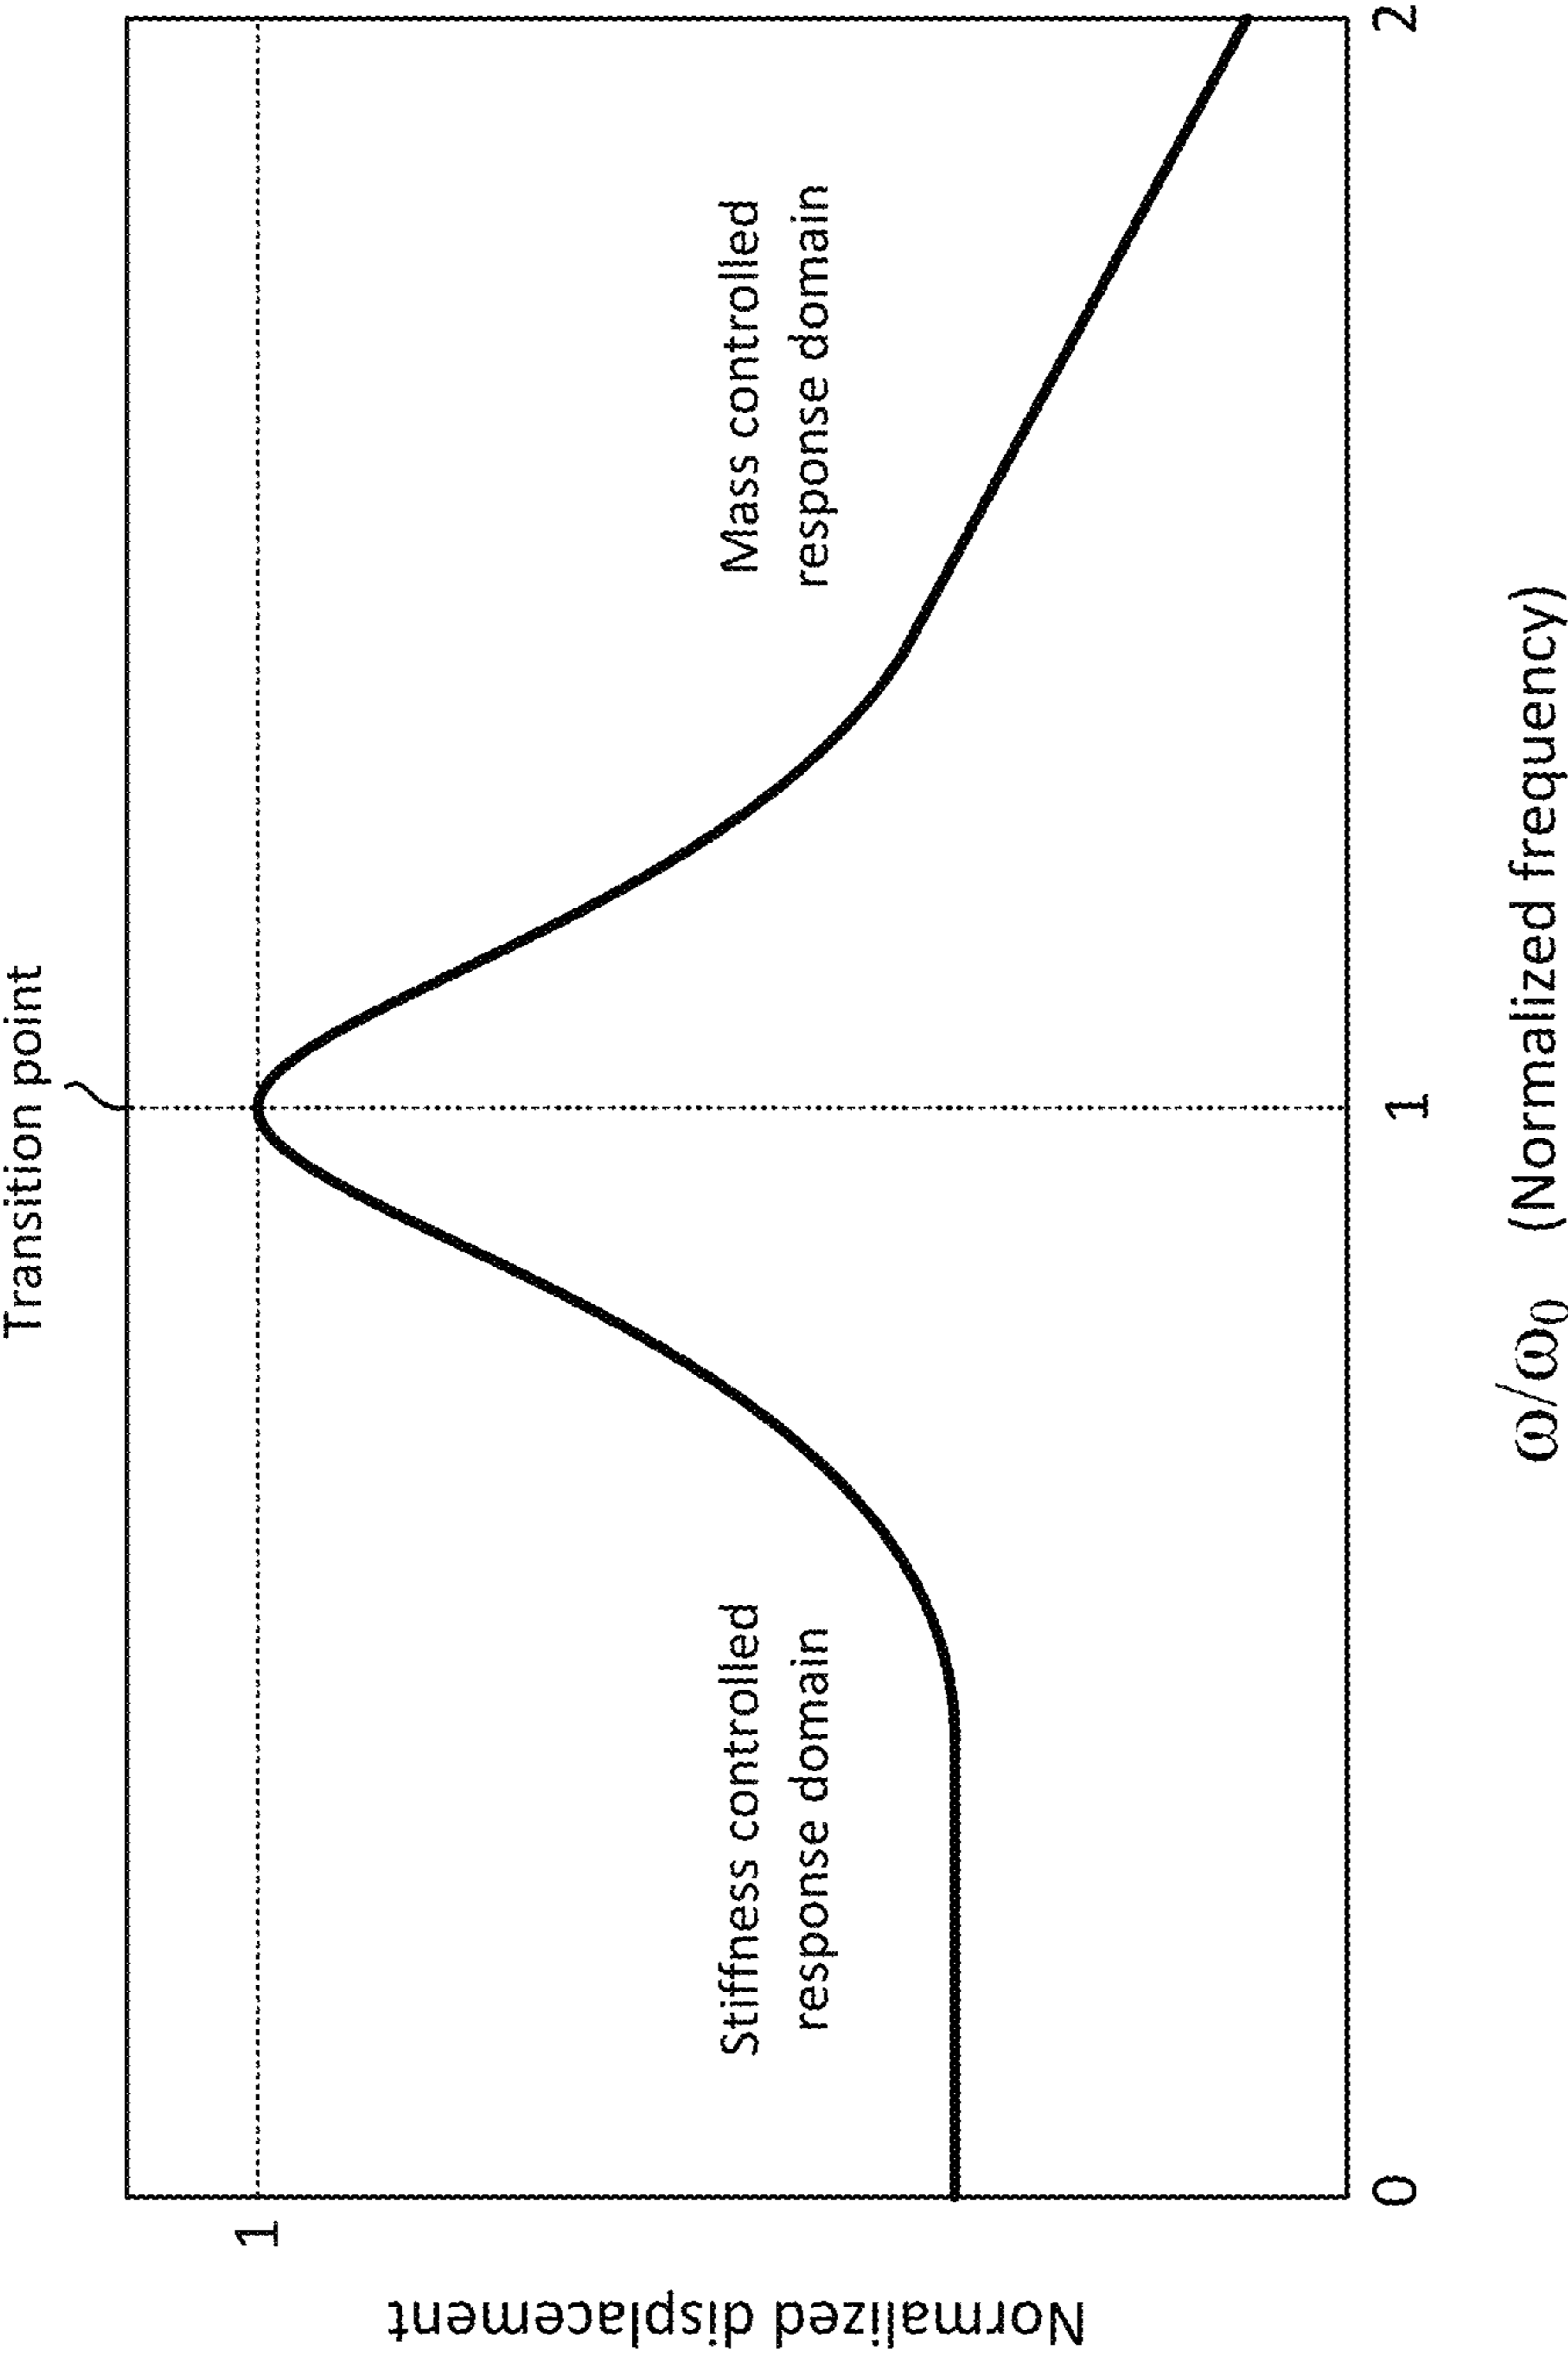 Transition point
1
Normalized displacement
Stiffness controlled
response domain
Mass controlled
response domain
0
1
2
ω/ω₀ (Normalized frequency)